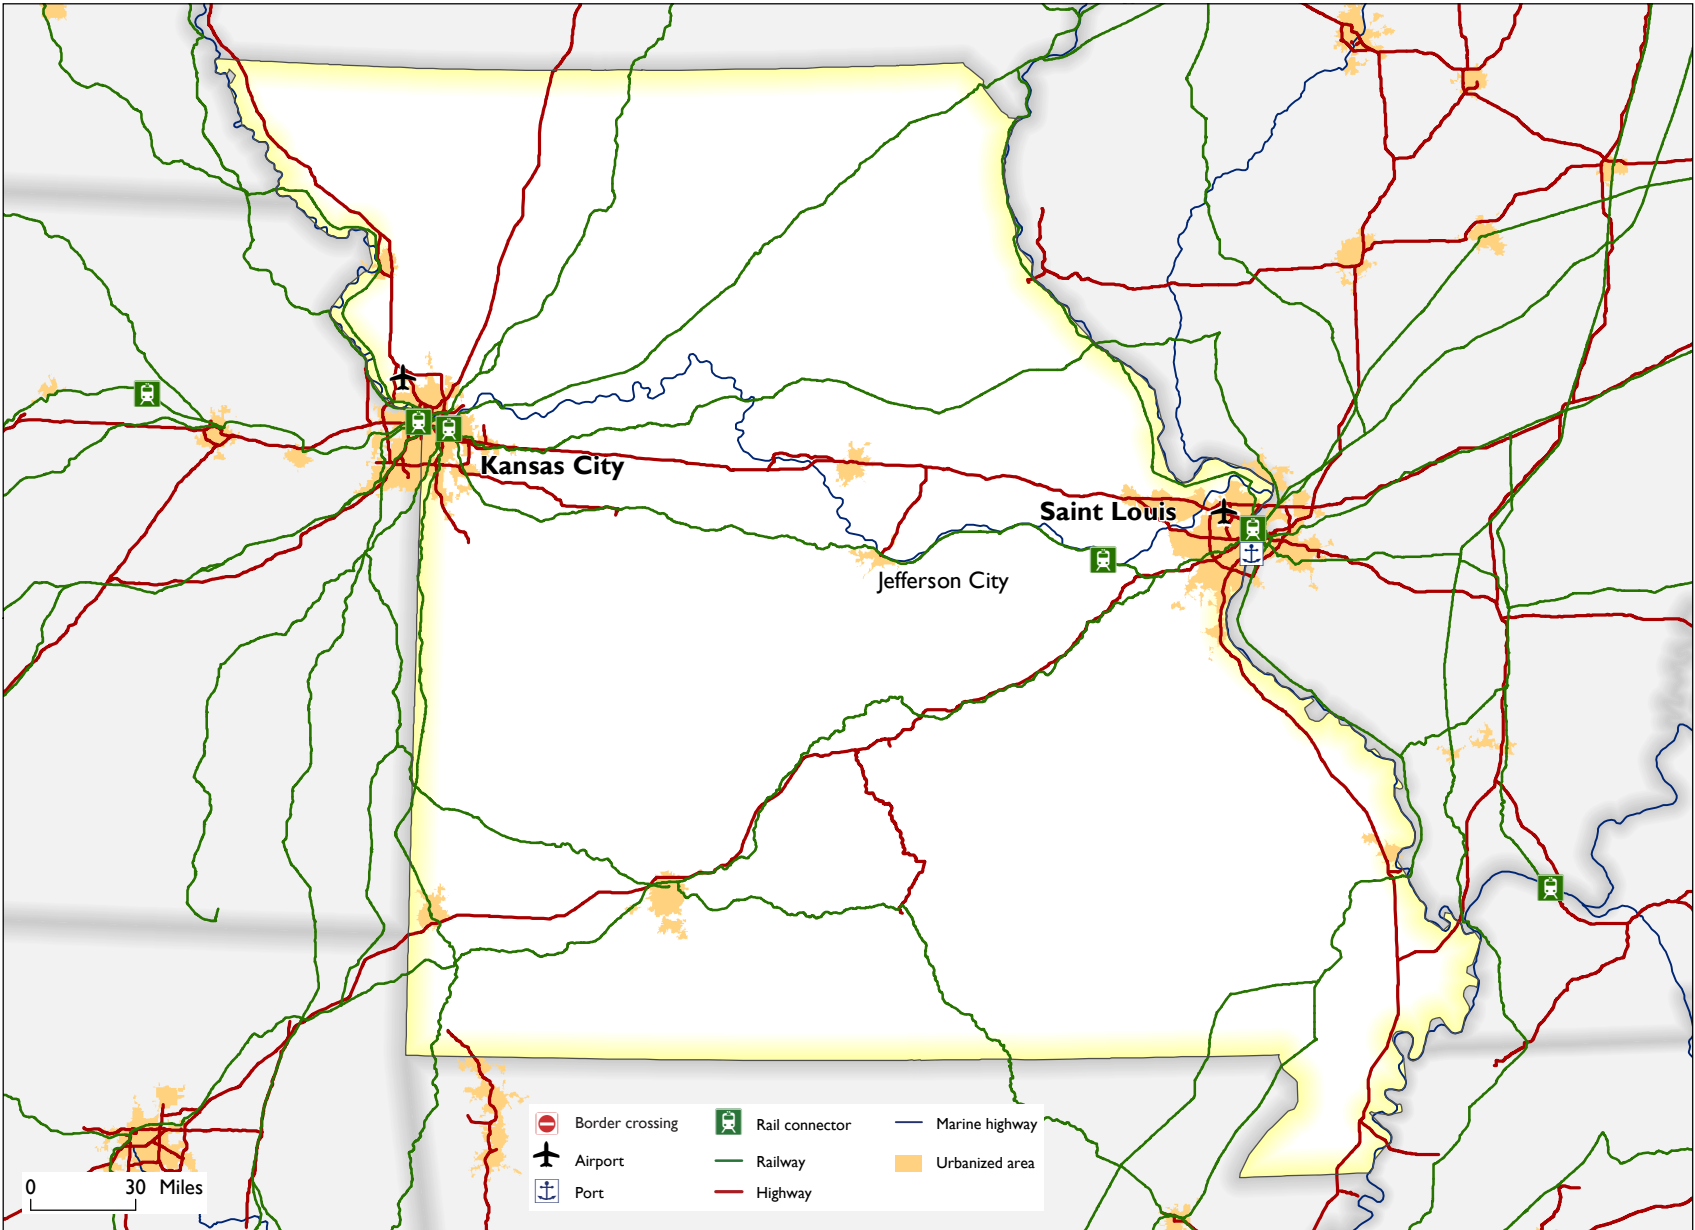 Kansas City
Saint Louis
Jefferson City
Border crossing
Rail connector
Marine highway
Airport
Railway
Urbanized area
Port
Highway
0 30 Miles